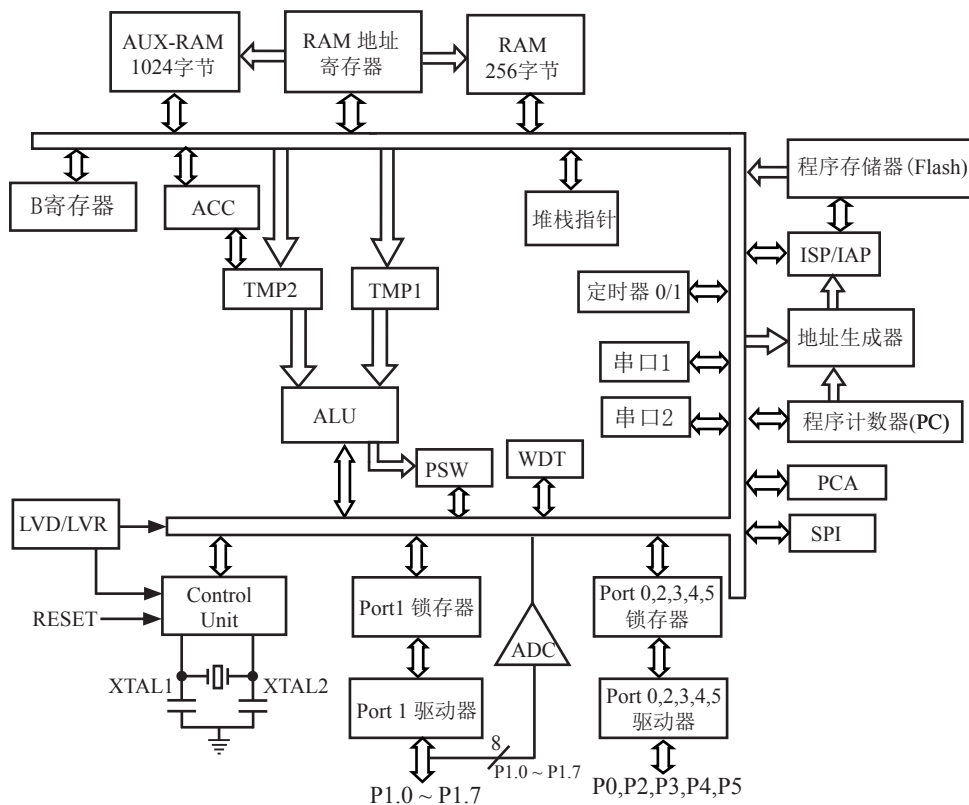 AUX-RAM
1024字节
RAM 地址
寄存器
RAM
256字节
B寄存器
ACC
堆栈指针
程序存储器(Flash)
ISP/IAP
TMP2
TMP1
定时器 0/1
地址生成器
串口1
ALU
串口2
程序计数器(PC)
PSW
WDT
PCA
LVD/LVR
SPI
Control
Unit
RESET
Port1 锁存器
ADC
Port 0,2,3,4,5
锁存器
XTAL1
XTAL2
Port 1 驱动器
Port 0,2,3,4,5
驱动器
8
P1.0 ~ P1.7
P1.0 ~ P1.7
P0,P2,P3,P4,P5